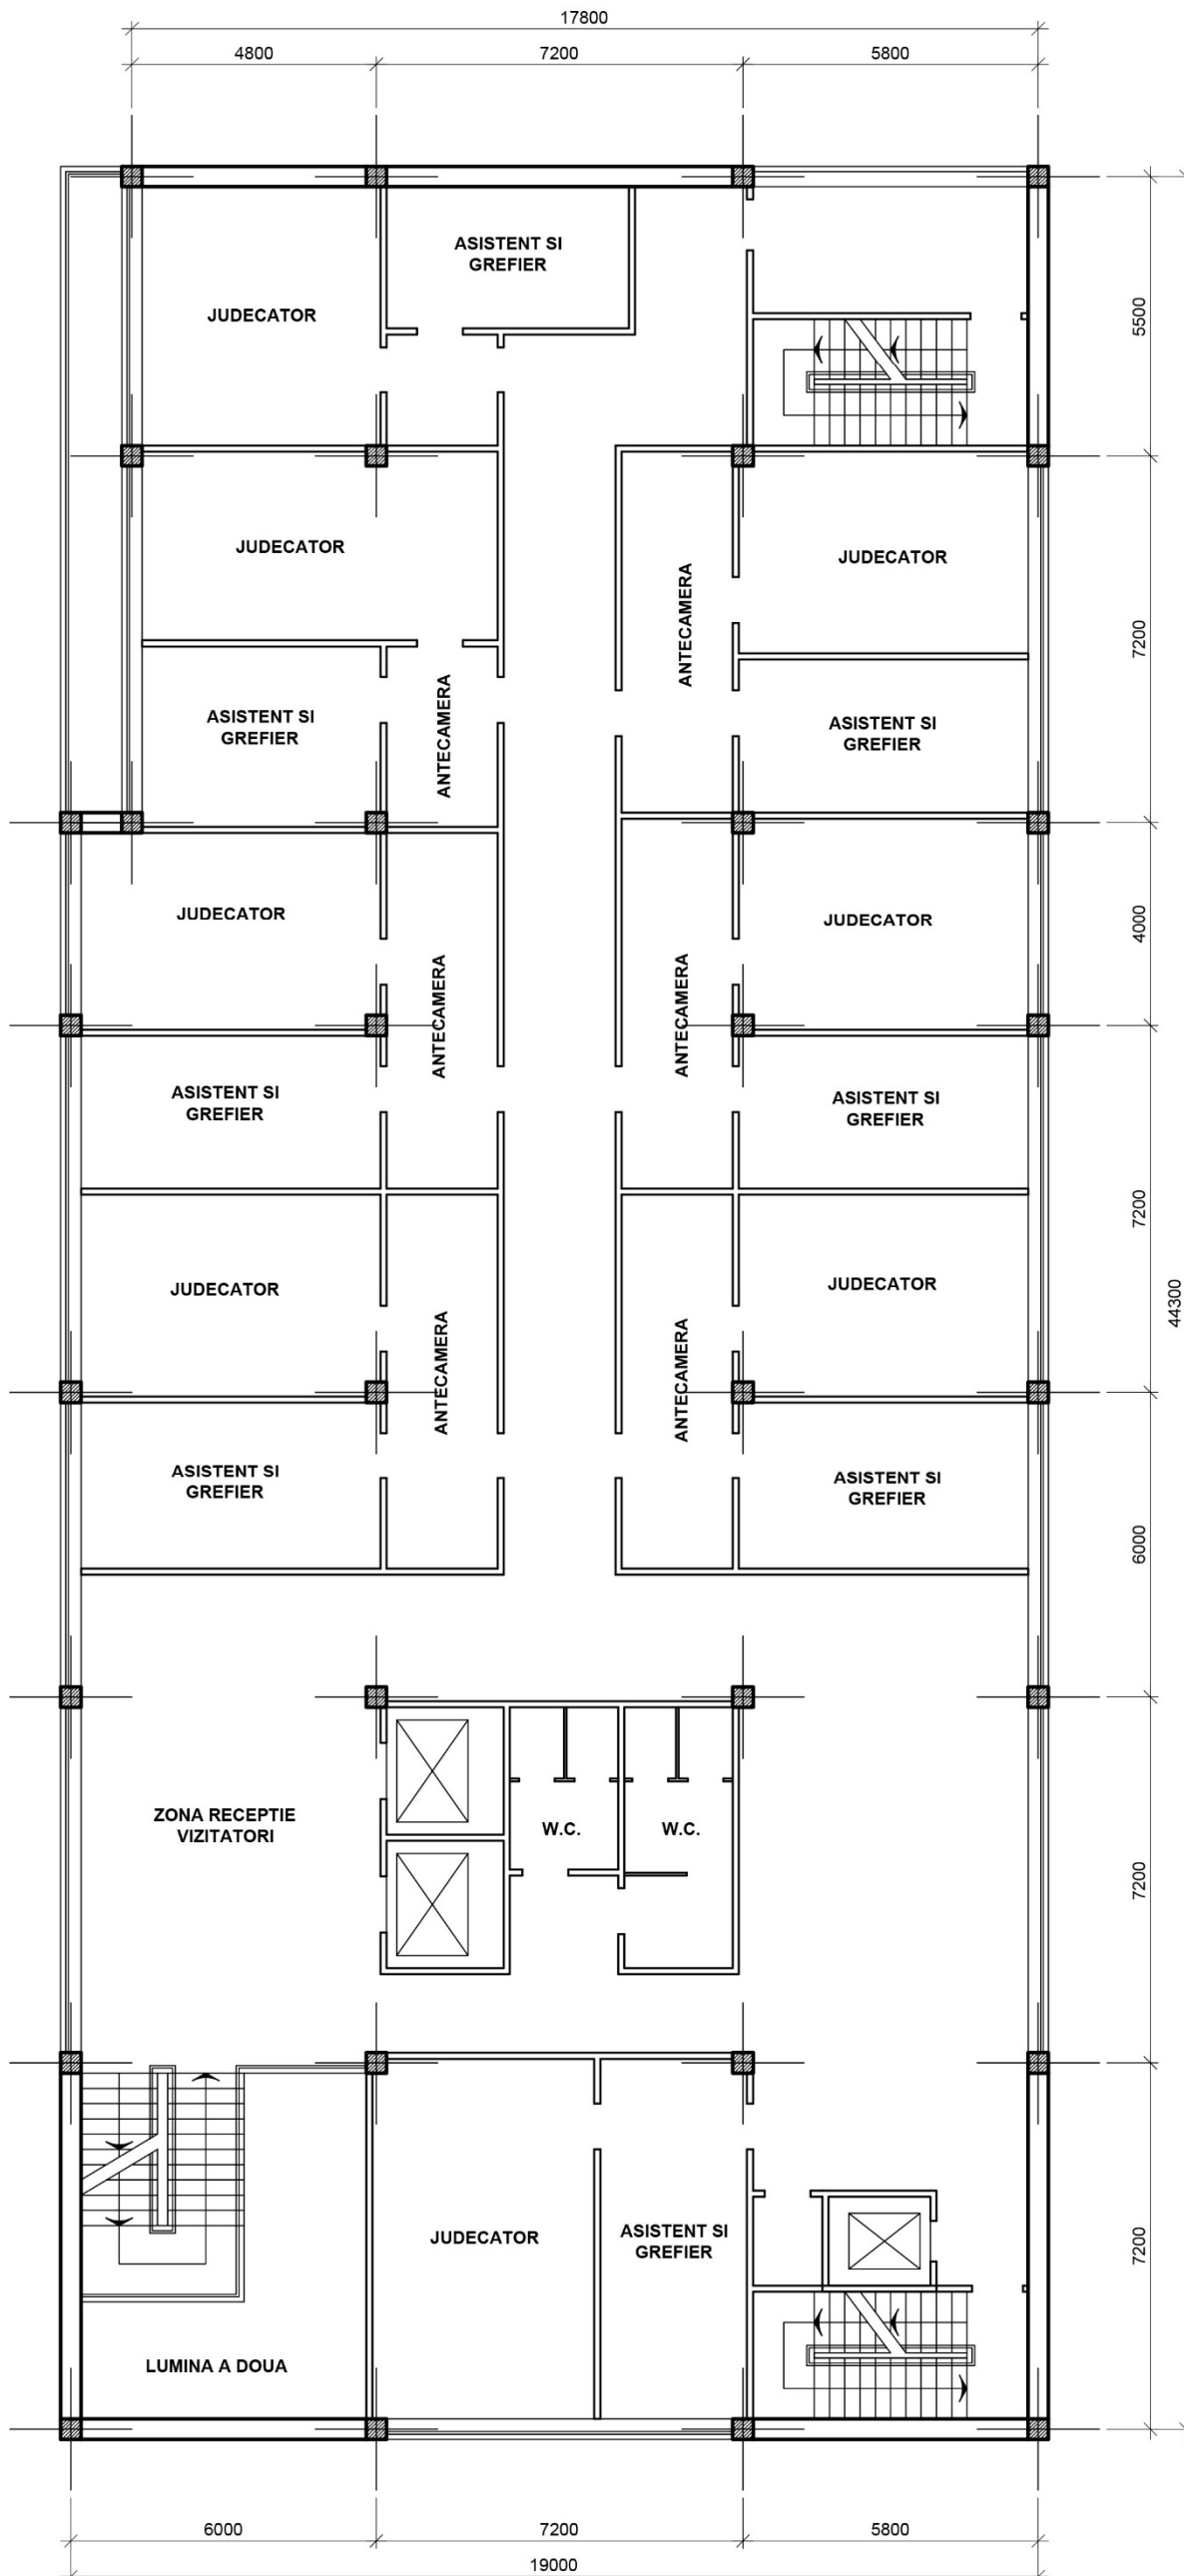 17800
4800
7200
5800
ASISTENT SI
GREFIER
JUDECATOR
5500
JUDECATOR
JUDECATOR
ANTECAMERA
7200
ANTECAMERA
ASISTENT SI
GREFIER
ASISTENT SI
GREFIER
JUDECATOR
JUDECATOR
4000
ANTECAMERA
ANTECAMERA
ASISTENT SI
GREFIER
ASISTENT SI
GREFIER
7200
JUDECATOR
JUDECATOR
44300
ANTECAMERA
ANTECAMERA
ASISTENT SI
GREFIER
ASISTENT SI
GREFIER
6000
ZONA RECEPTIE
VIZITATORI
W.C.
W.C.
7200
JUDECATOR
ASISTENT SI
GREFIER
7200
LUMINA A DOUA
6000
7200
5800
19000